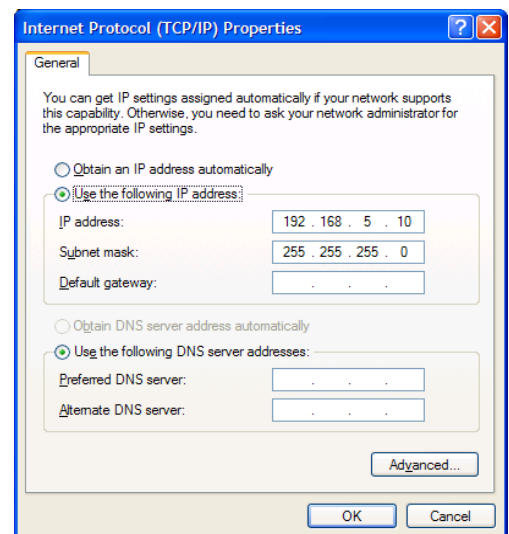 Internet Protocol (TCP/IP) Properties
General
You can get IP settings assigned automatically if your network supports
this capability. Otherwise, you need to ask your network administrator for
the appropriate IP settings.
Obtain an IP address automatically
Use the following IP address:
IP address: 192 . 168 . 5 . 10
Subnet mask: 255 . 255 . 255 . 0
Default gateway: . . .
Obtain DNS server address automatically
Use the following DNS server addresses:
Preferred DNS server: . . .
Alternate DNS server: . . .
Advanced...
OK Cancel